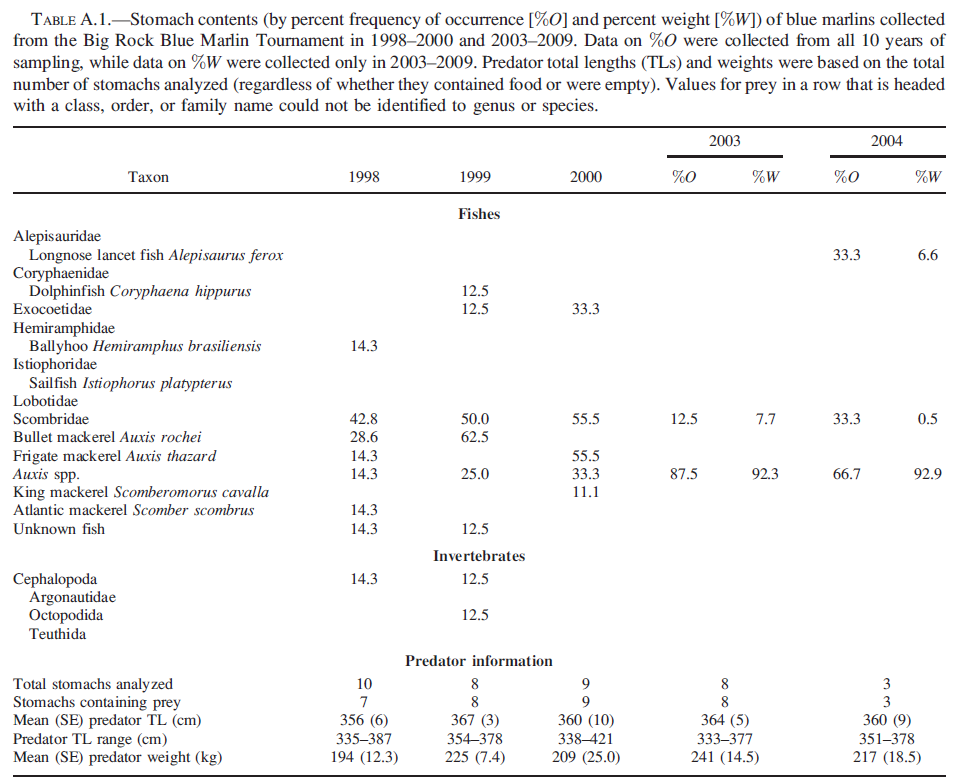 TABLE A.1.—Stomach contents (by percent frequency of occurrence [%O] and percent weight [%W]) of blue marlins collected
from the Big Rock Blue Marlin Tournament in 1998–2000 and 2003–2009. Data on %O were collected from all 10 years of
sampling, while data on %W were collected only in 2003–2009. Predator total lengths (TLs) and weights were based on the total
number of stomachs analyzed (regardless of whether they contained food or were empty). Values for prey in a row that is headed
with a class, order, or family name could not be identified to genus or species.
2003 2004
Taxon 1998 1999 2000 %O %W %O %W
Fishes
Alepisauridae
Longnose lancet fish Alepisaurus ferox 33.3 6.6
Coryphaenidae
Dolphinfish Coryphaena hippurus 12.5
Exocoetidae 12.5 33.3
Hemiramphidae
Ballyhoo Hemiramphus brasiliensis 14.3
Istiophoridae
Sailfish Istiophorus platypterus
Lobotidae
Scombridae 42.8 50.0 55.5 12.5 7.7 33.3 0.5
Bullet mackerel Auxis rochei 28.6 62.5
Frigate mackerel Auxis thazard 14.3 55.5
Auxis spp. 14.3 25.0 33.3 87.5 92.3 66.7 92.9
King mackerel Scomberomorus cavalla 11.1
Atlantic mackerel Scomber scombrus 14.3
Unknown fish 14.3 12.5
Invertebrates
Cephalopoda 14.3 12.5
Argonautidae
Octopodida 12.5
Teuthida
Predator information
Total stomachs analyzed 10 8 9 8 3
Stomachs containing prey 7 8 9 8 3
Mean (SE) predator TL (cm) 356 (6) 367 (3) 360 (10) 364 (5) 360 (9)
Predator TL range (cm) 335–387 354–378 338–421 333–377 351–378
Mean (SE) predator weight (kg) 194 (12.3) 225 (7.4) 209 (25.0) 241 (14.5) 217 (18.5)